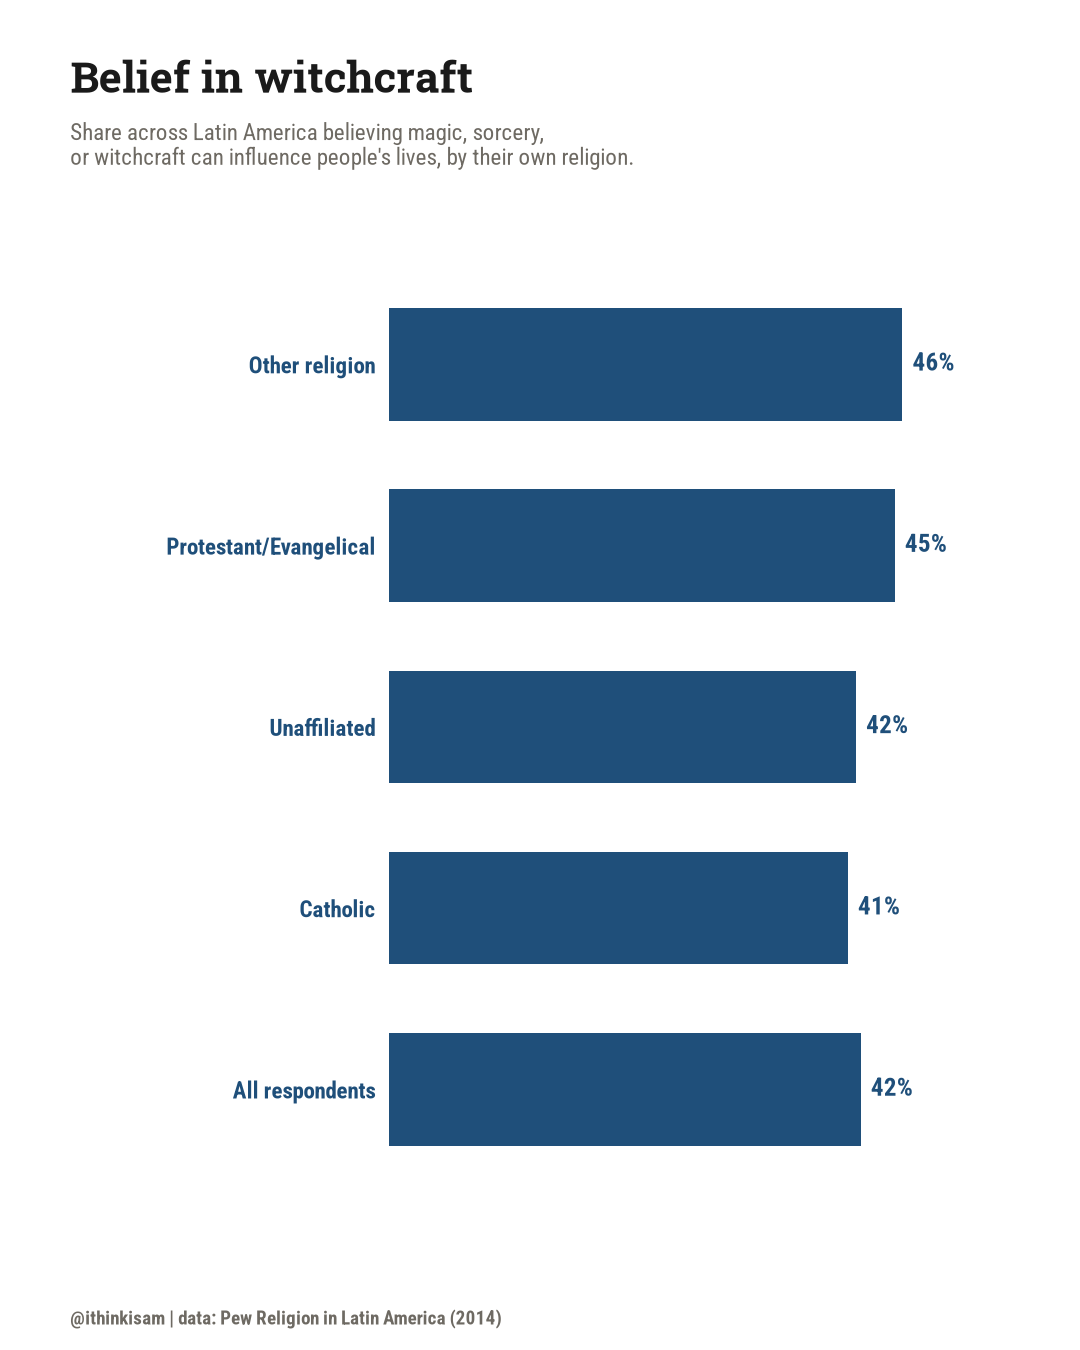 Belief in witchcraft
Share across Latin America believing magic, sorcery,
or witchcraft can influence people's lives, by their own religion.
Other religion 46%
Protestant/Evangelical 45%
Unaffiliated 42%
Catholic 41%
All respondents 42%
@ithinkisam | data: Pew Religion in Latin America (2014)